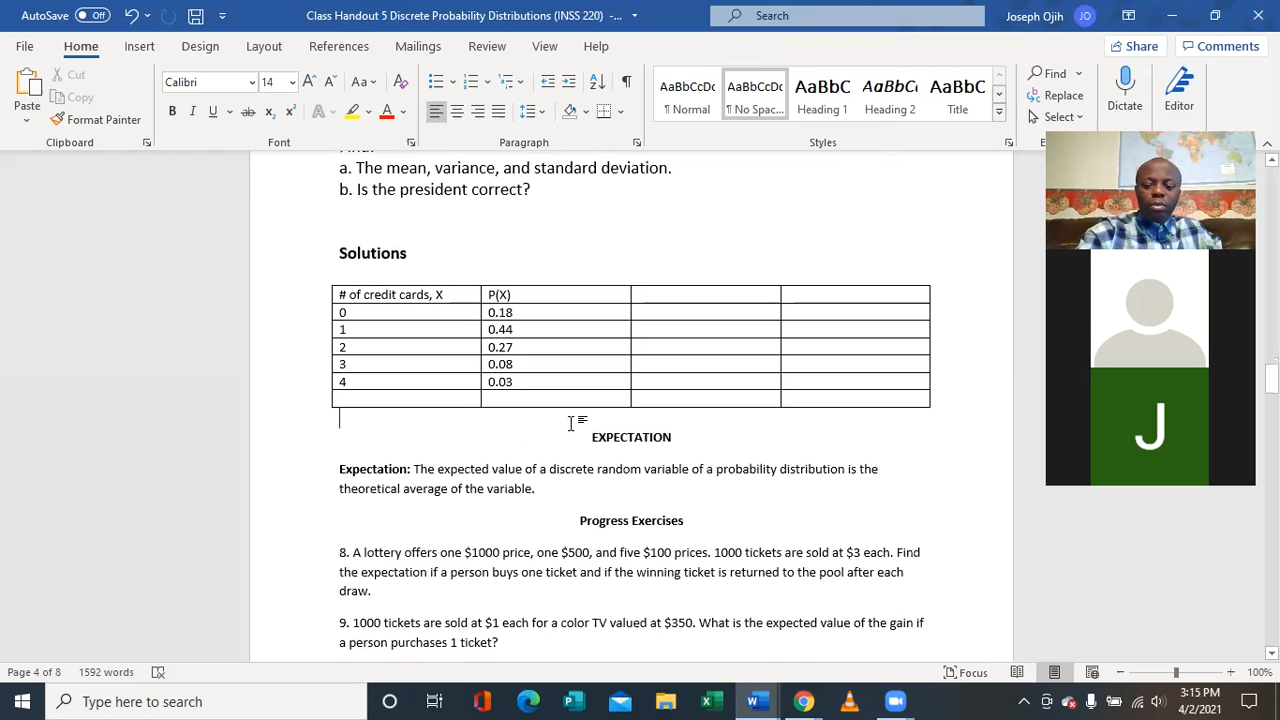 AutoSave Off Class Handout 5 Discrete Probability Distributions (INSS 220) -... Search Joseph Ojih JO
File Home Insert Design Layout References Mailings Review View Help Share Comments
Paste Cut Copy Format Painter
Calibri 14 Aa
B I U ab x₂ x² A A
AaBbCcDc ¶ Normal AaBbCcDc ¶ No Spac... AaBbC Heading 1 AaBbCc Heading 2 AaBbC Title
Find Replace Select Dictate Editor
Clipboard Font Paragraph Styles
a. The mean, variance, and standard deviation.
b. Is the president correct?
Solutions
# of credit cards, X P(X)
0 0.18
1 0.44
2 0.27
3 0.08
4 0.03
EXPECTATION
Expectation: The expected value of a discrete random variable of a probability distribution is the
theoretical average of the variable.
Progress Exercises
8. A lottery offers one $1000 price, one $500, and five $100 prices. 1000 tickets are sold at $3 each. Find
the expectation if a person buys one ticket and if the winning ticket is returned to the pool after each
draw.
9. 1000 tickets are sold at $1 each for a color TV valued at $350. What is the expected value of the gain if
a person purchases 1 ticket?
J
Page 4 of 8 1592 words Focus 100%
Type here to search
3:15 PM
4/2/2021